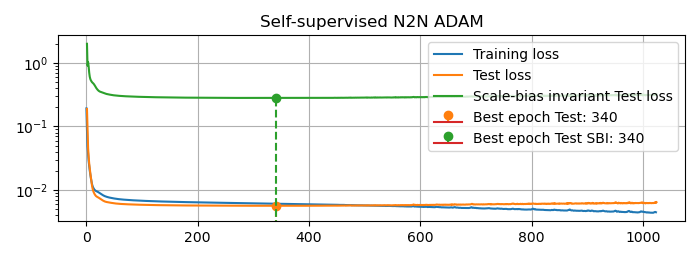 Self-supervised N2N ADAM
10⁰
10⁻¹
10⁻²
Training loss
Test loss
Scale-bias invariant Test loss
Best epoch Test: 340
Best epoch Test SBI: 340
0 200 400 600 800 1000